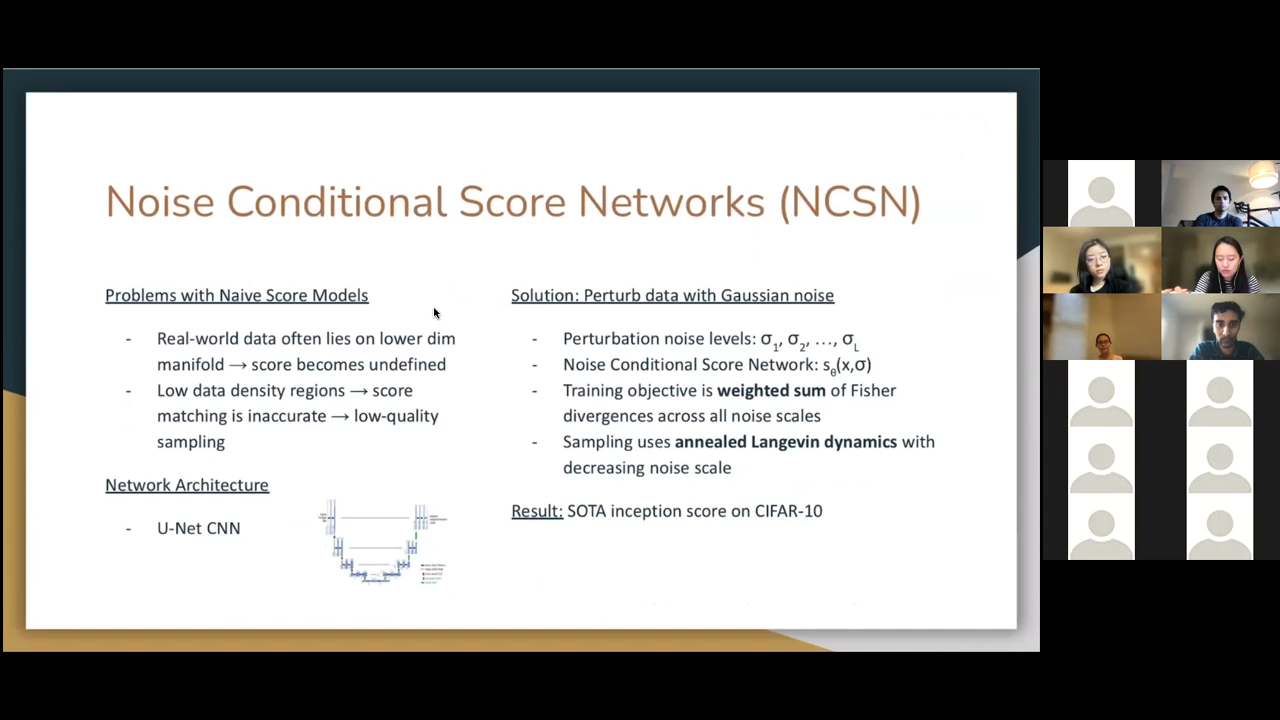 Noise Conditional Score Networks (NCSN)
Problems with Naive Score Models
- Real-world data often lies on lower dim
manifold → score becomes undefined
- Low data density regions → score
matching is inaccurate → low-quality
sampling
Network Architecture
- U-Net CNN
Solution: Perturb data with Gaussian noise
- Perturbation noise levels: σ₁, σ₂, …, σ_L
- Noise Conditional Score Network: s_θ(x,σ)
- Training objective is weighted sum of Fisher
divergences across all noise scales
- Sampling uses annealed Langevin dynamics with
decreasing noise scale
Result: SOTA inception score on CIFAR-10